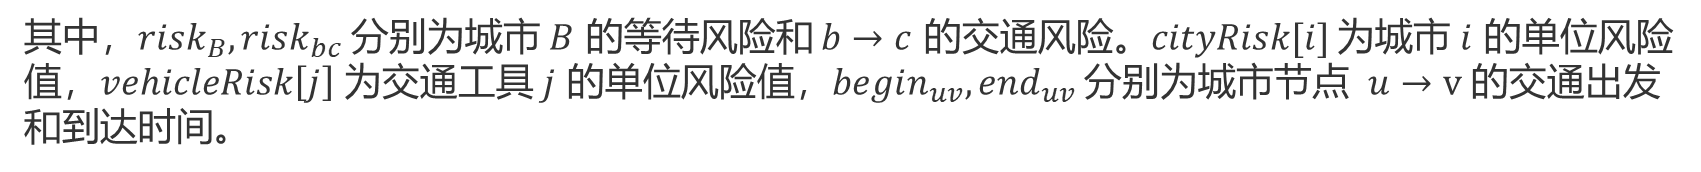 其中，risk_B,risk_bc 分别为城市 B 的等待风险和 b → c 的交通风险。cityRisk[i] 为城市 i 的单位风险
值，vehicleRisk[j] 为交通工具 j 的单位风险值，begin_uv,end_uv 分别为城市节点 u → v 的交通出发
和到达时间。